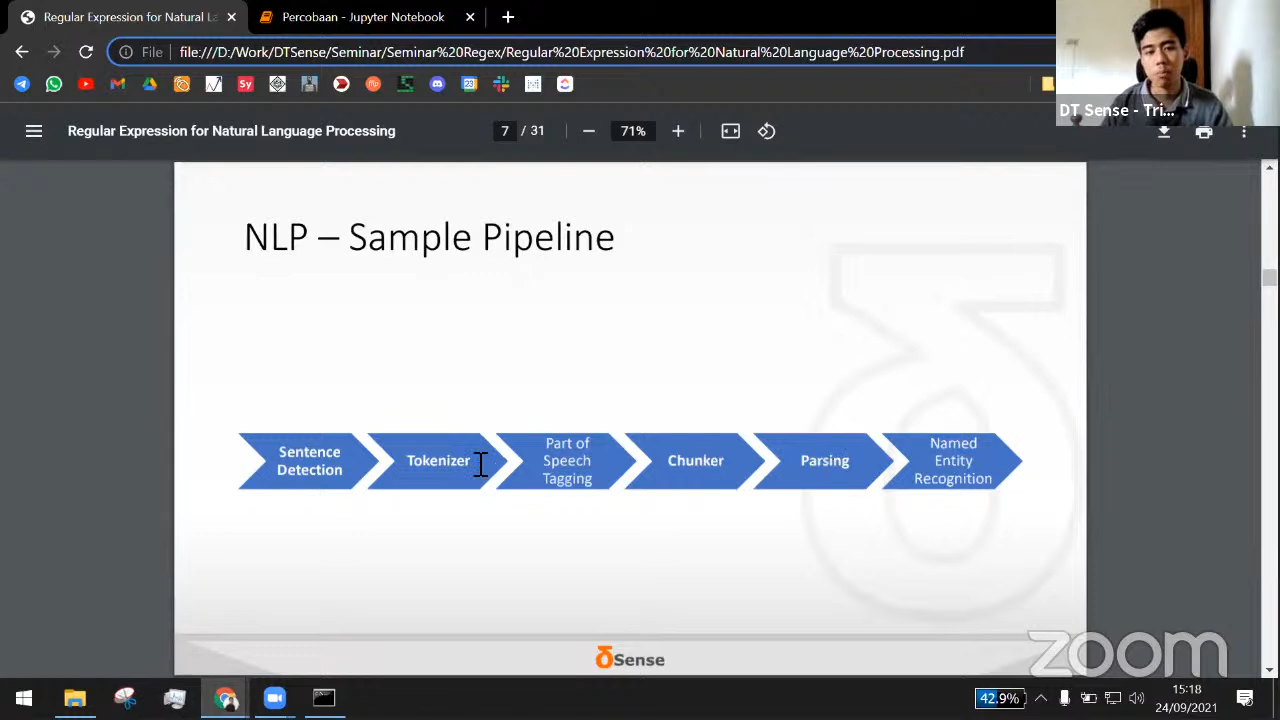 Regular Expression for Natural La
Percobaan - Jupyter Notebook
File
file:///D:/Work/DTSense/Seminar/Seminar%20Regex/Regular%20Expression%20for%20Natural%20Language%20Processing.pdf
DT Sense - Tri...
Regular Expression for Natural Language Processing
7 / 31
71%
NLP – Sample Pipeline
Sentence
Detection
Tokenizer
Part of
Speech
Tagging
Chunker
Parsing
Named
Entity
Recognition
Sense
zoom
42.9%
15:18
24/09/2021